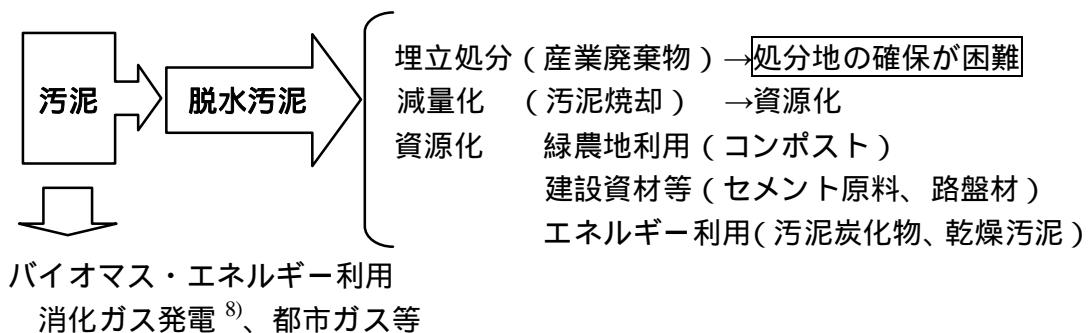 汚泥
脱水汚泥
埋立処分(産業廃棄物)→処分地の確保が困難
減量化 (汚泥焼却) →資源化
資源化 緑農地利用(コンポスト)
建設資材等(セメント原料、路盤材)
エネルギー利用(汚泥炭化物、乾燥汚泥)
バイオマス・エネルギー利用
消化ガス発電 8)、都市ガス等